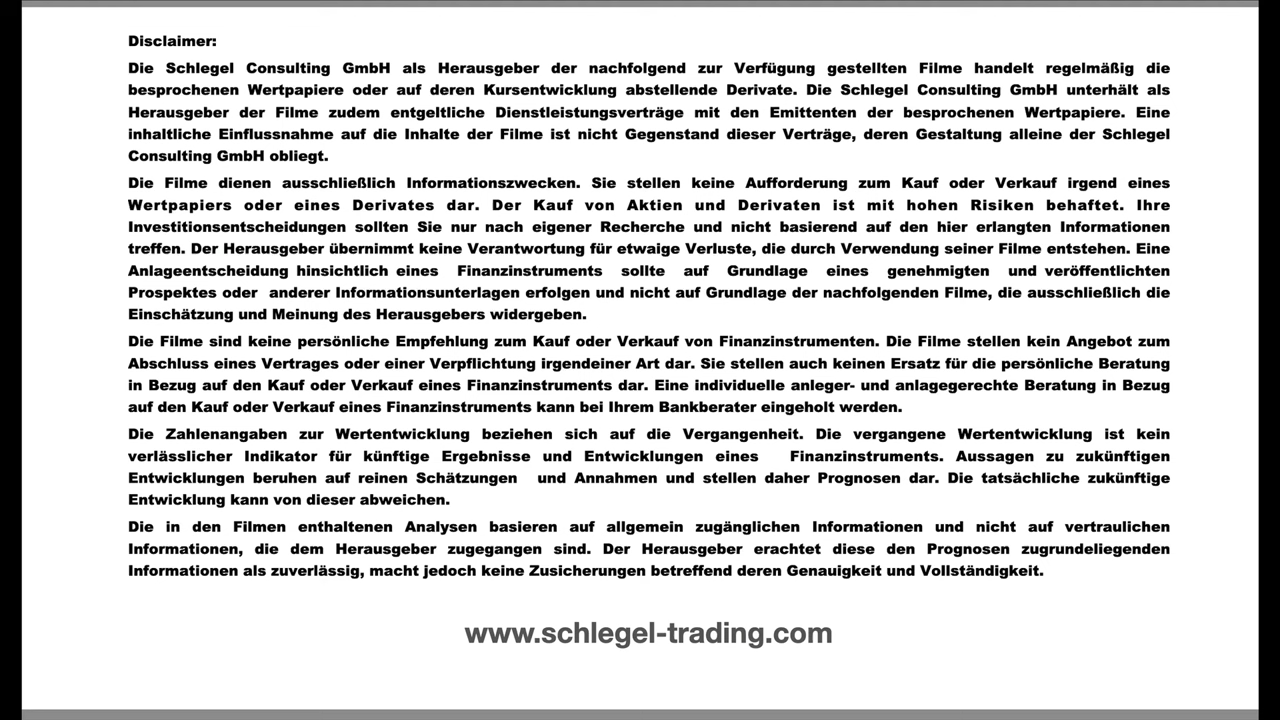 Disclaimer:
Die Schlegel Consulting GmbH als Herausgeber der nachfolgend zur Verfügung gestellten Filme handelt regelmäßig die
besprochenen Wertpapiere oder auf deren Kursentwicklung abstellende Derivate. Die Schlegel Consulting GmbH unterhält als
Herausgeber der Filme zudem entgeltliche Dienstleistungsverträge mit den Emittenten der besprochenen Wertpapiere. Eine
inhaltliche Einflussnahme auf die Inhalte der Filme ist nicht Gegenstand dieser Verträge, deren Gestaltung alleine der Schlegel
Consulting GmbH obliegt.
Die Filme dienen ausschließlich Informationszwecken. Sie stellen keine Aufforderung zum Kauf oder Verkauf irgend eines
Wertpapiers oder eines Derivates dar. Der Kauf von Aktien und Derivaten ist mit hohen Risiken behaftet. Ihre
Investitionsentscheidungen sollten Sie nur nach eigener Recherche und nicht basierend auf den hier erlangten Informationen
treffen. Der Herausgeber übernimmt keine Verantwortung für etwaige Verluste, die durch Verwendung seiner Filme entstehen. Eine
Anlageentscheidung hinsichtlich eines Finanzinstruments sollte auf Grundlage eines genehmigten und veröffentlichten
Prospektes oder anderer Informationsunterlagen erfolgen und nicht auf Grundlage der nachfolgenden Filme, die ausschließlich die
Einschätzung und Meinung des Herausgebers widergeben.
Die Filme sind keine persönliche Empfehlung zum Kauf oder Verkauf von Finanzinstrumenten. Die Filme stellen kein Angebot zum
Abschluss eines Vertrages oder einer Verpflichtung irgendeiner Art dar. Sie stellen auch keinen Ersatz für die persönliche Beratung
in Bezug auf den Kauf oder Verkauf eines Finanzinstruments dar. Eine individuelle anleger- und anlagegerechte Beratung in Bezug
auf den Kauf oder Verkauf eines Finanzinstruments kann bei Ihrem Bankberater eingeholt werden.
Die Zahlenangaben zur Wertentwicklung beziehen sich auf die Vergangenheit. Die vergangene Wertentwicklung ist kein
verlässlicher Indikator für künftige Ergebnisse und Entwicklungen eines Finanzinstruments. Aussagen zu zukünftigen
Entwicklungen beruhen auf reinen Schätzungen und Annahmen und stellen daher Prognosen dar. Die tatsächliche zukünftige
Entwicklung kann von dieser abweichen.
Die in den Filmen enthaltenen Analysen basieren auf allgemein zugänglichen Informationen und nicht auf vertraulichen
Informationen, die dem Herausgeber zugegangen sind. Der Herausgeber erachtet diese den Prognosen zugrundeliegenden
Informationen als zuverlässig, macht jedoch keine Zusicherungen betreffend deren Genauigkeit und Vollständigkeit.
www.schlegel-trading.com